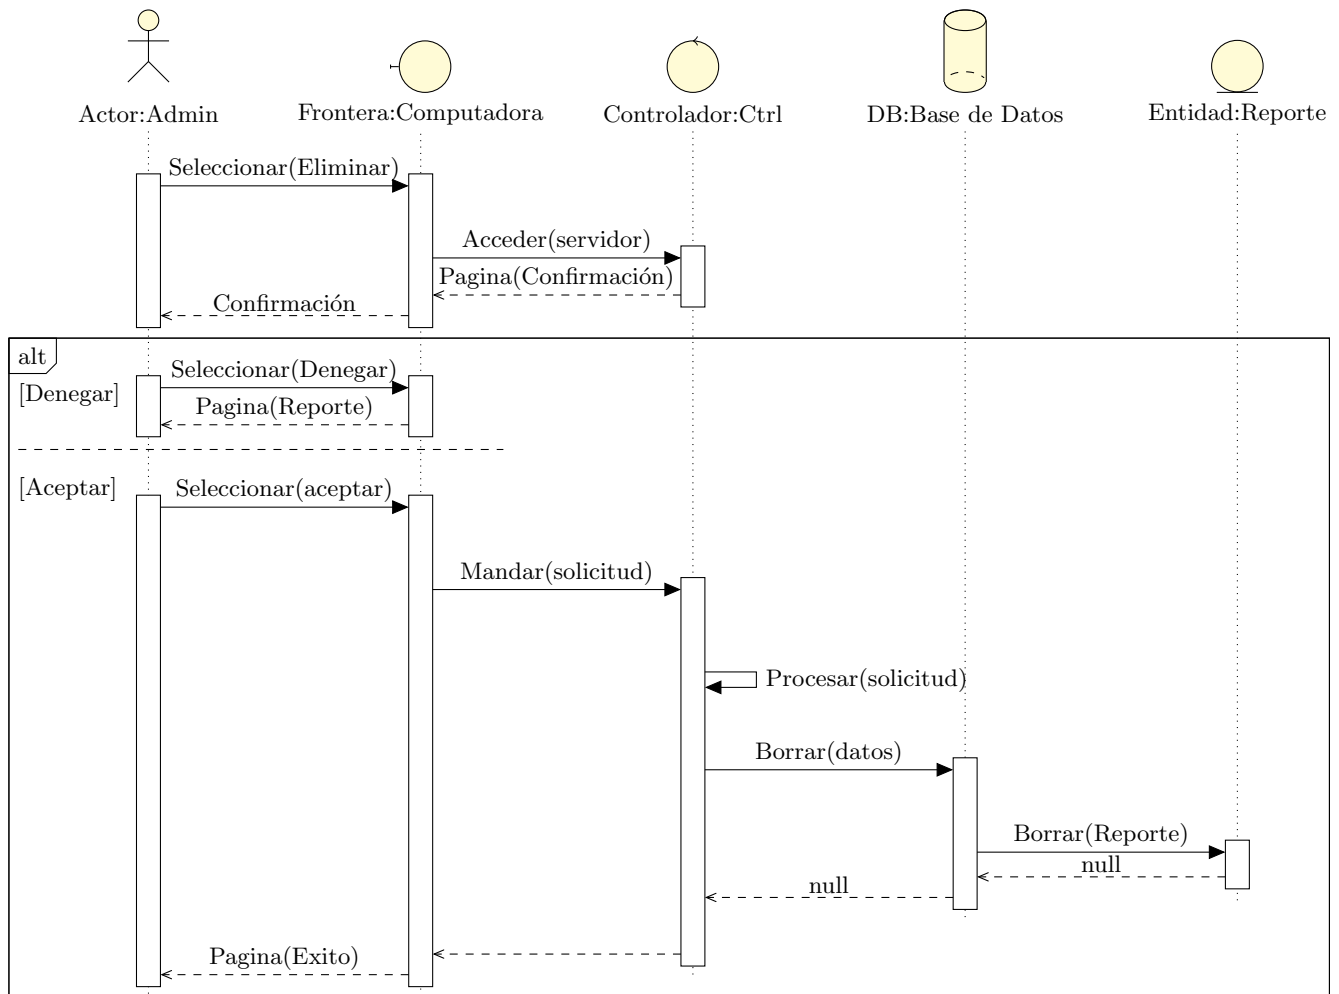 Actor:Admin
Frontera:Computadora
Controlador:Ctrl
DB:Base de Datos
Entidad:Reporte
Seleccionar(Eliminar)
Acceder(servidor)
Pagina(Confirmación)
Confirmación
alt
Seleccionar(Denegar)
[Denegar]
Pagina(Reporte)
[Aceptar]
Seleccionar(aceptar)
Mandar(solicitud)
Procesar(solicitud)
Borrar(datos)
Borrar(Reporte)
null
null
Pagina(Exito)